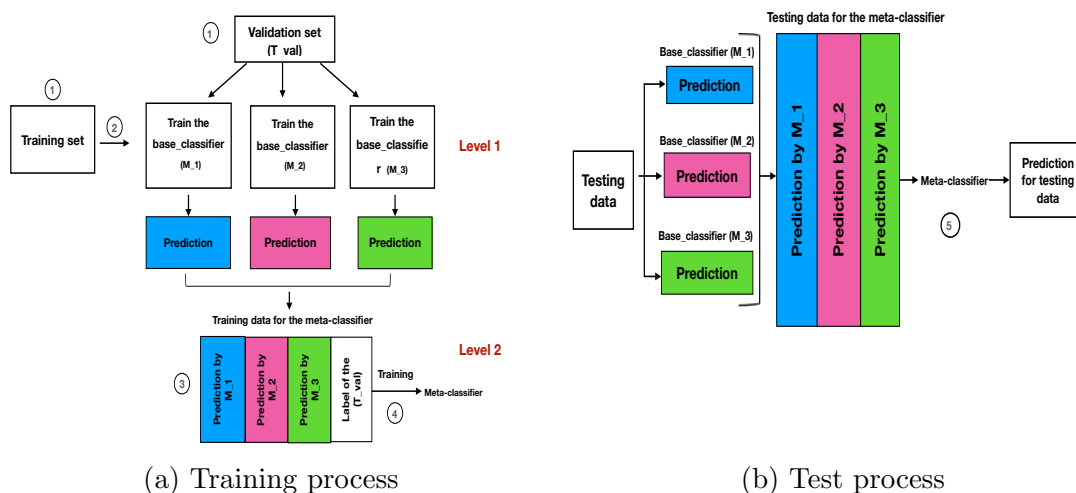 1
Validation set
(T_val)
1
Training set
2
Train the
base_classifier
(M_1)
Train the
base_classifier
(M_2)
Train the
base_classifie
r (M_3)
Level 1
Prediction
Prediction
Prediction
Training data for the meta-classifier
Level 2
3
Prediction by
M_1
Prediction by
M_2
Prediction by
M_3
Label of the
(T_val)
Training
4
Meta-classifier
(a) Training process
Testing data for the meta-classifier
Base_classifier (M_1)
Prediction
Base_classifier (M_2)
Prediction
Base_classifier (M_3)
Prediction
Testing
data
Prediction by M_1
Prediction by M_2
Prediction by M_3
Meta-classifier
5
Prediction
for testing
data
(b) Test process